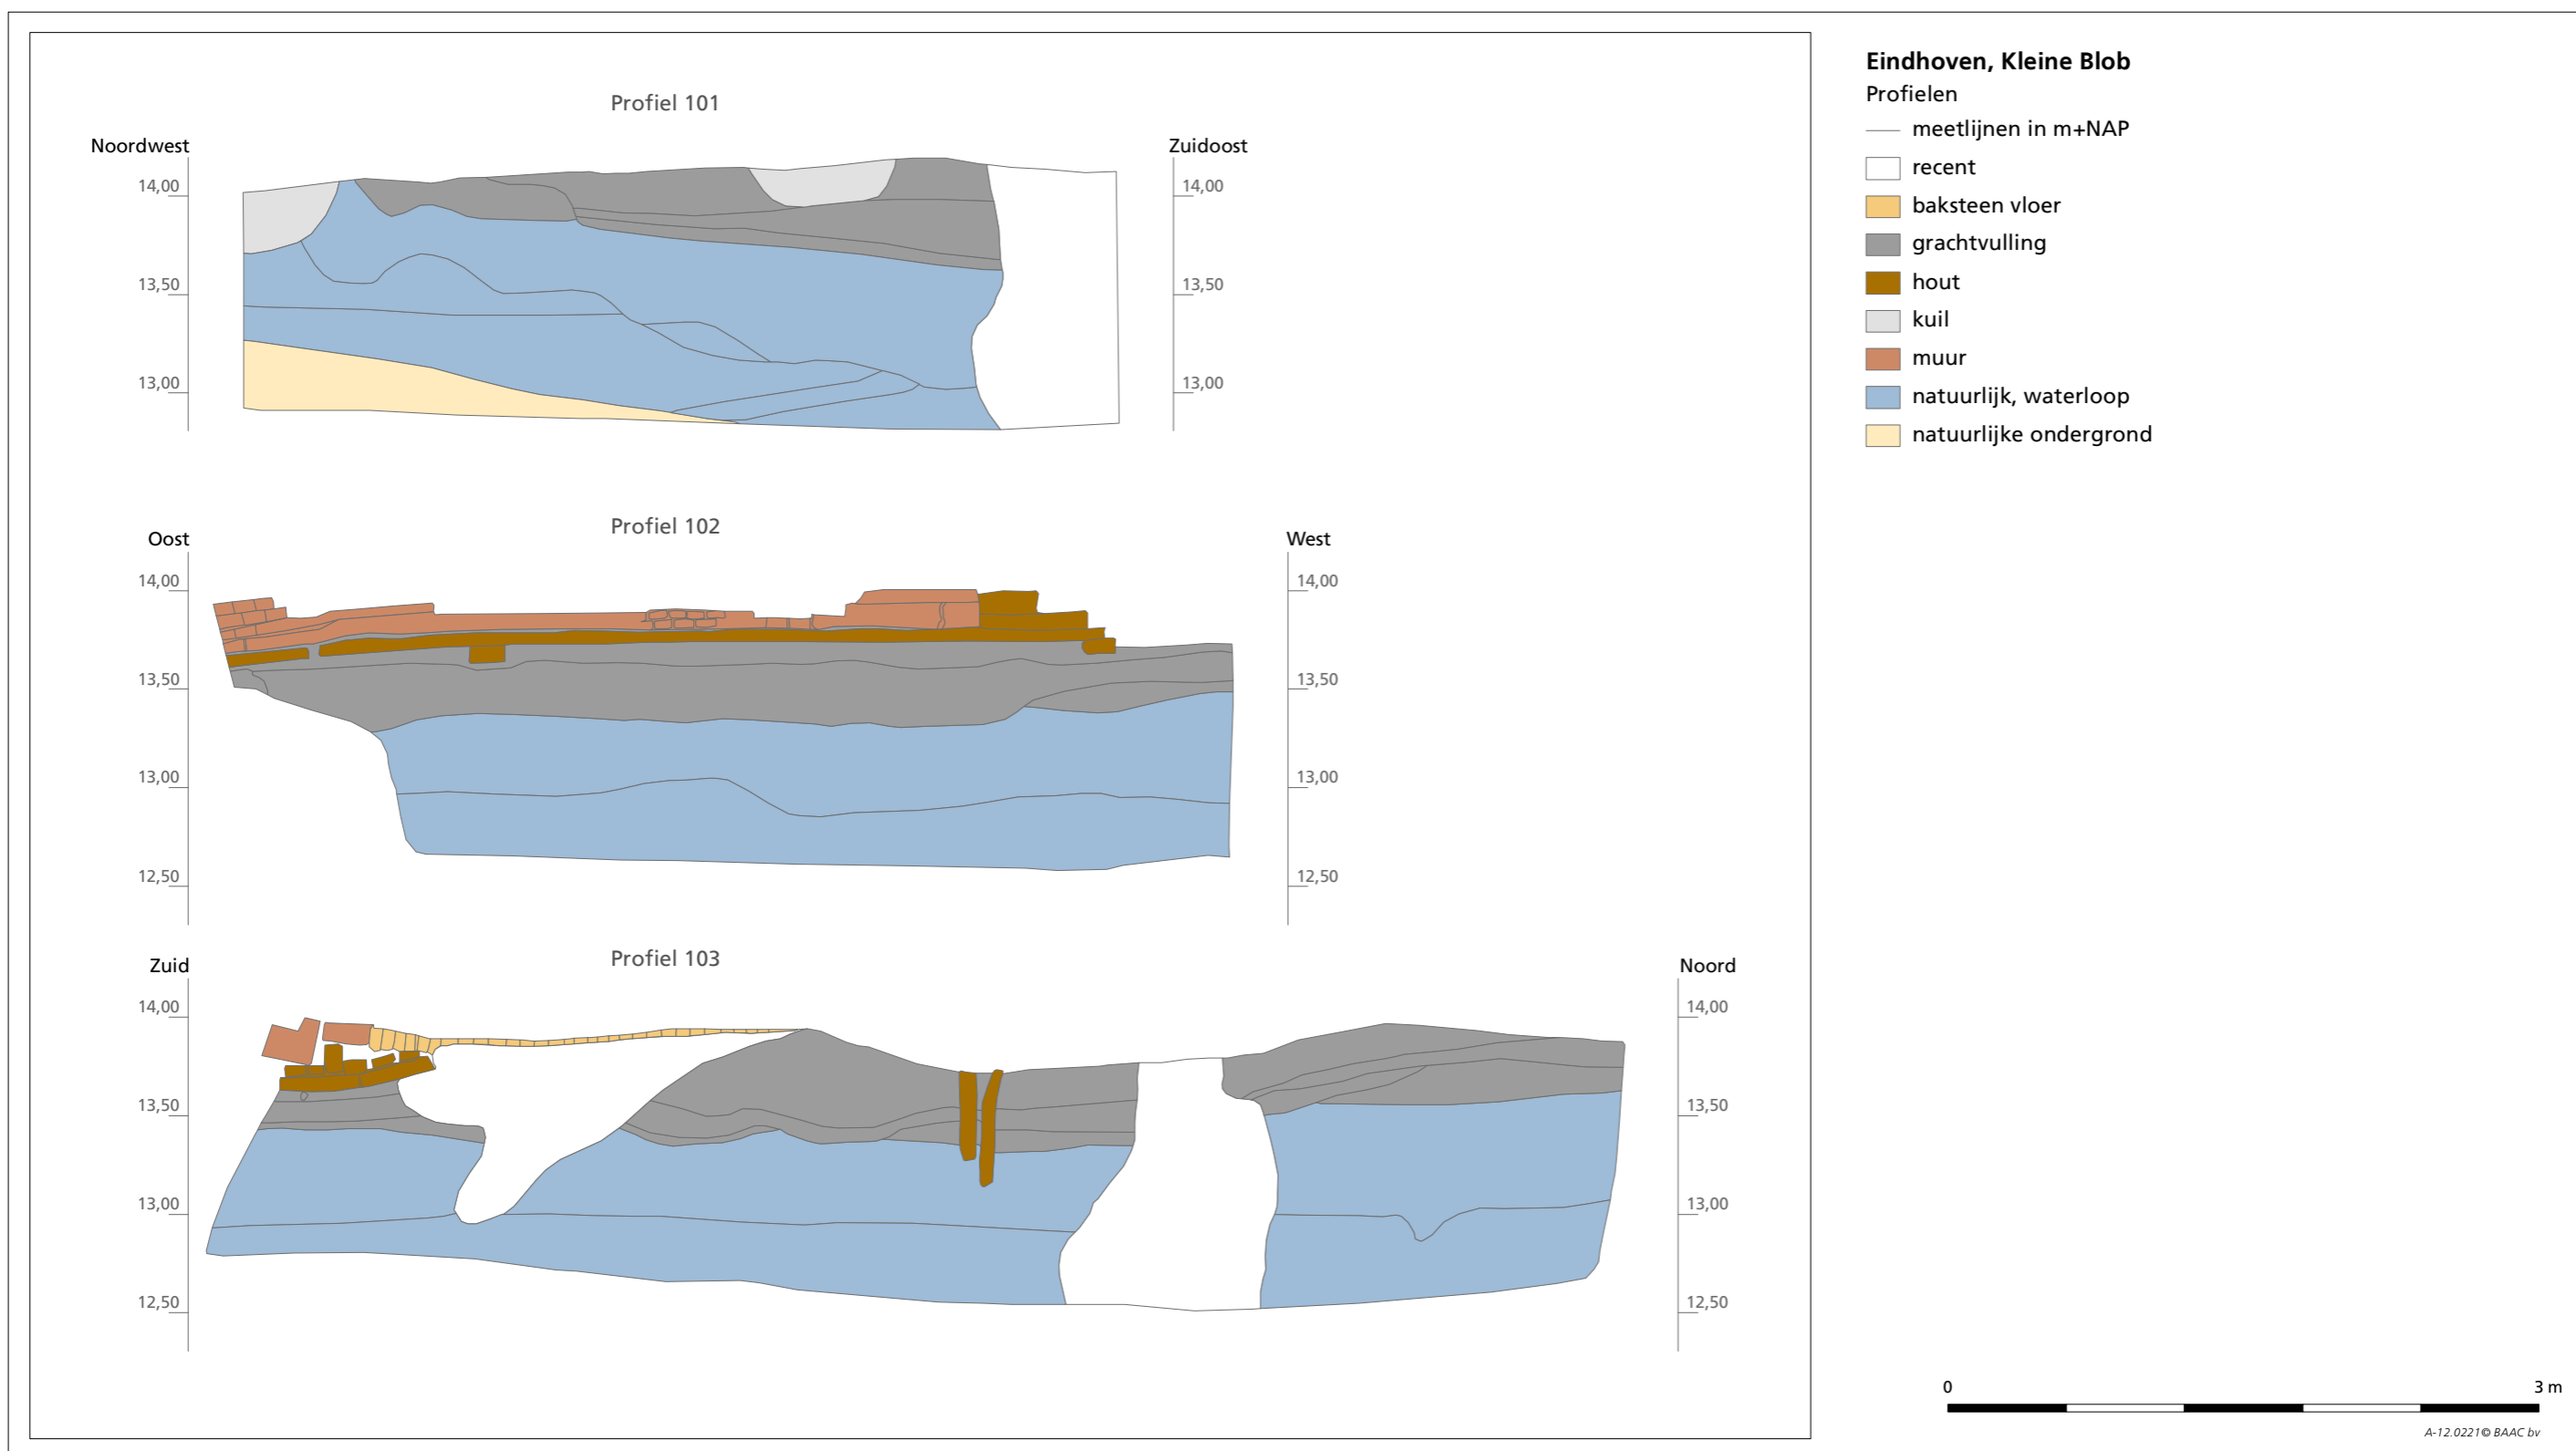 Profiel 101
Noordwest
Zuidoost
14,00
14,00
13,50
13,50
13,00
13,00
Profiel 102
Oost
West
14,00
14,00
13,50
13,50
13,00
13,00
12,50
12,50
Profiel 103
Zuid
Noord
14,00
14,00
13,50
13,50
13,00
13,00
12,50
12,50
Eindhoven, Kleine Blob
Profielen
meetlijnen in m+NAP
recent
baksteen vloer
grachtvulling
hout
kuil
muur
natuurlijk, waterloop
natuurlijke ondergrond
0 3 m
A-12.0221© BAAC bv